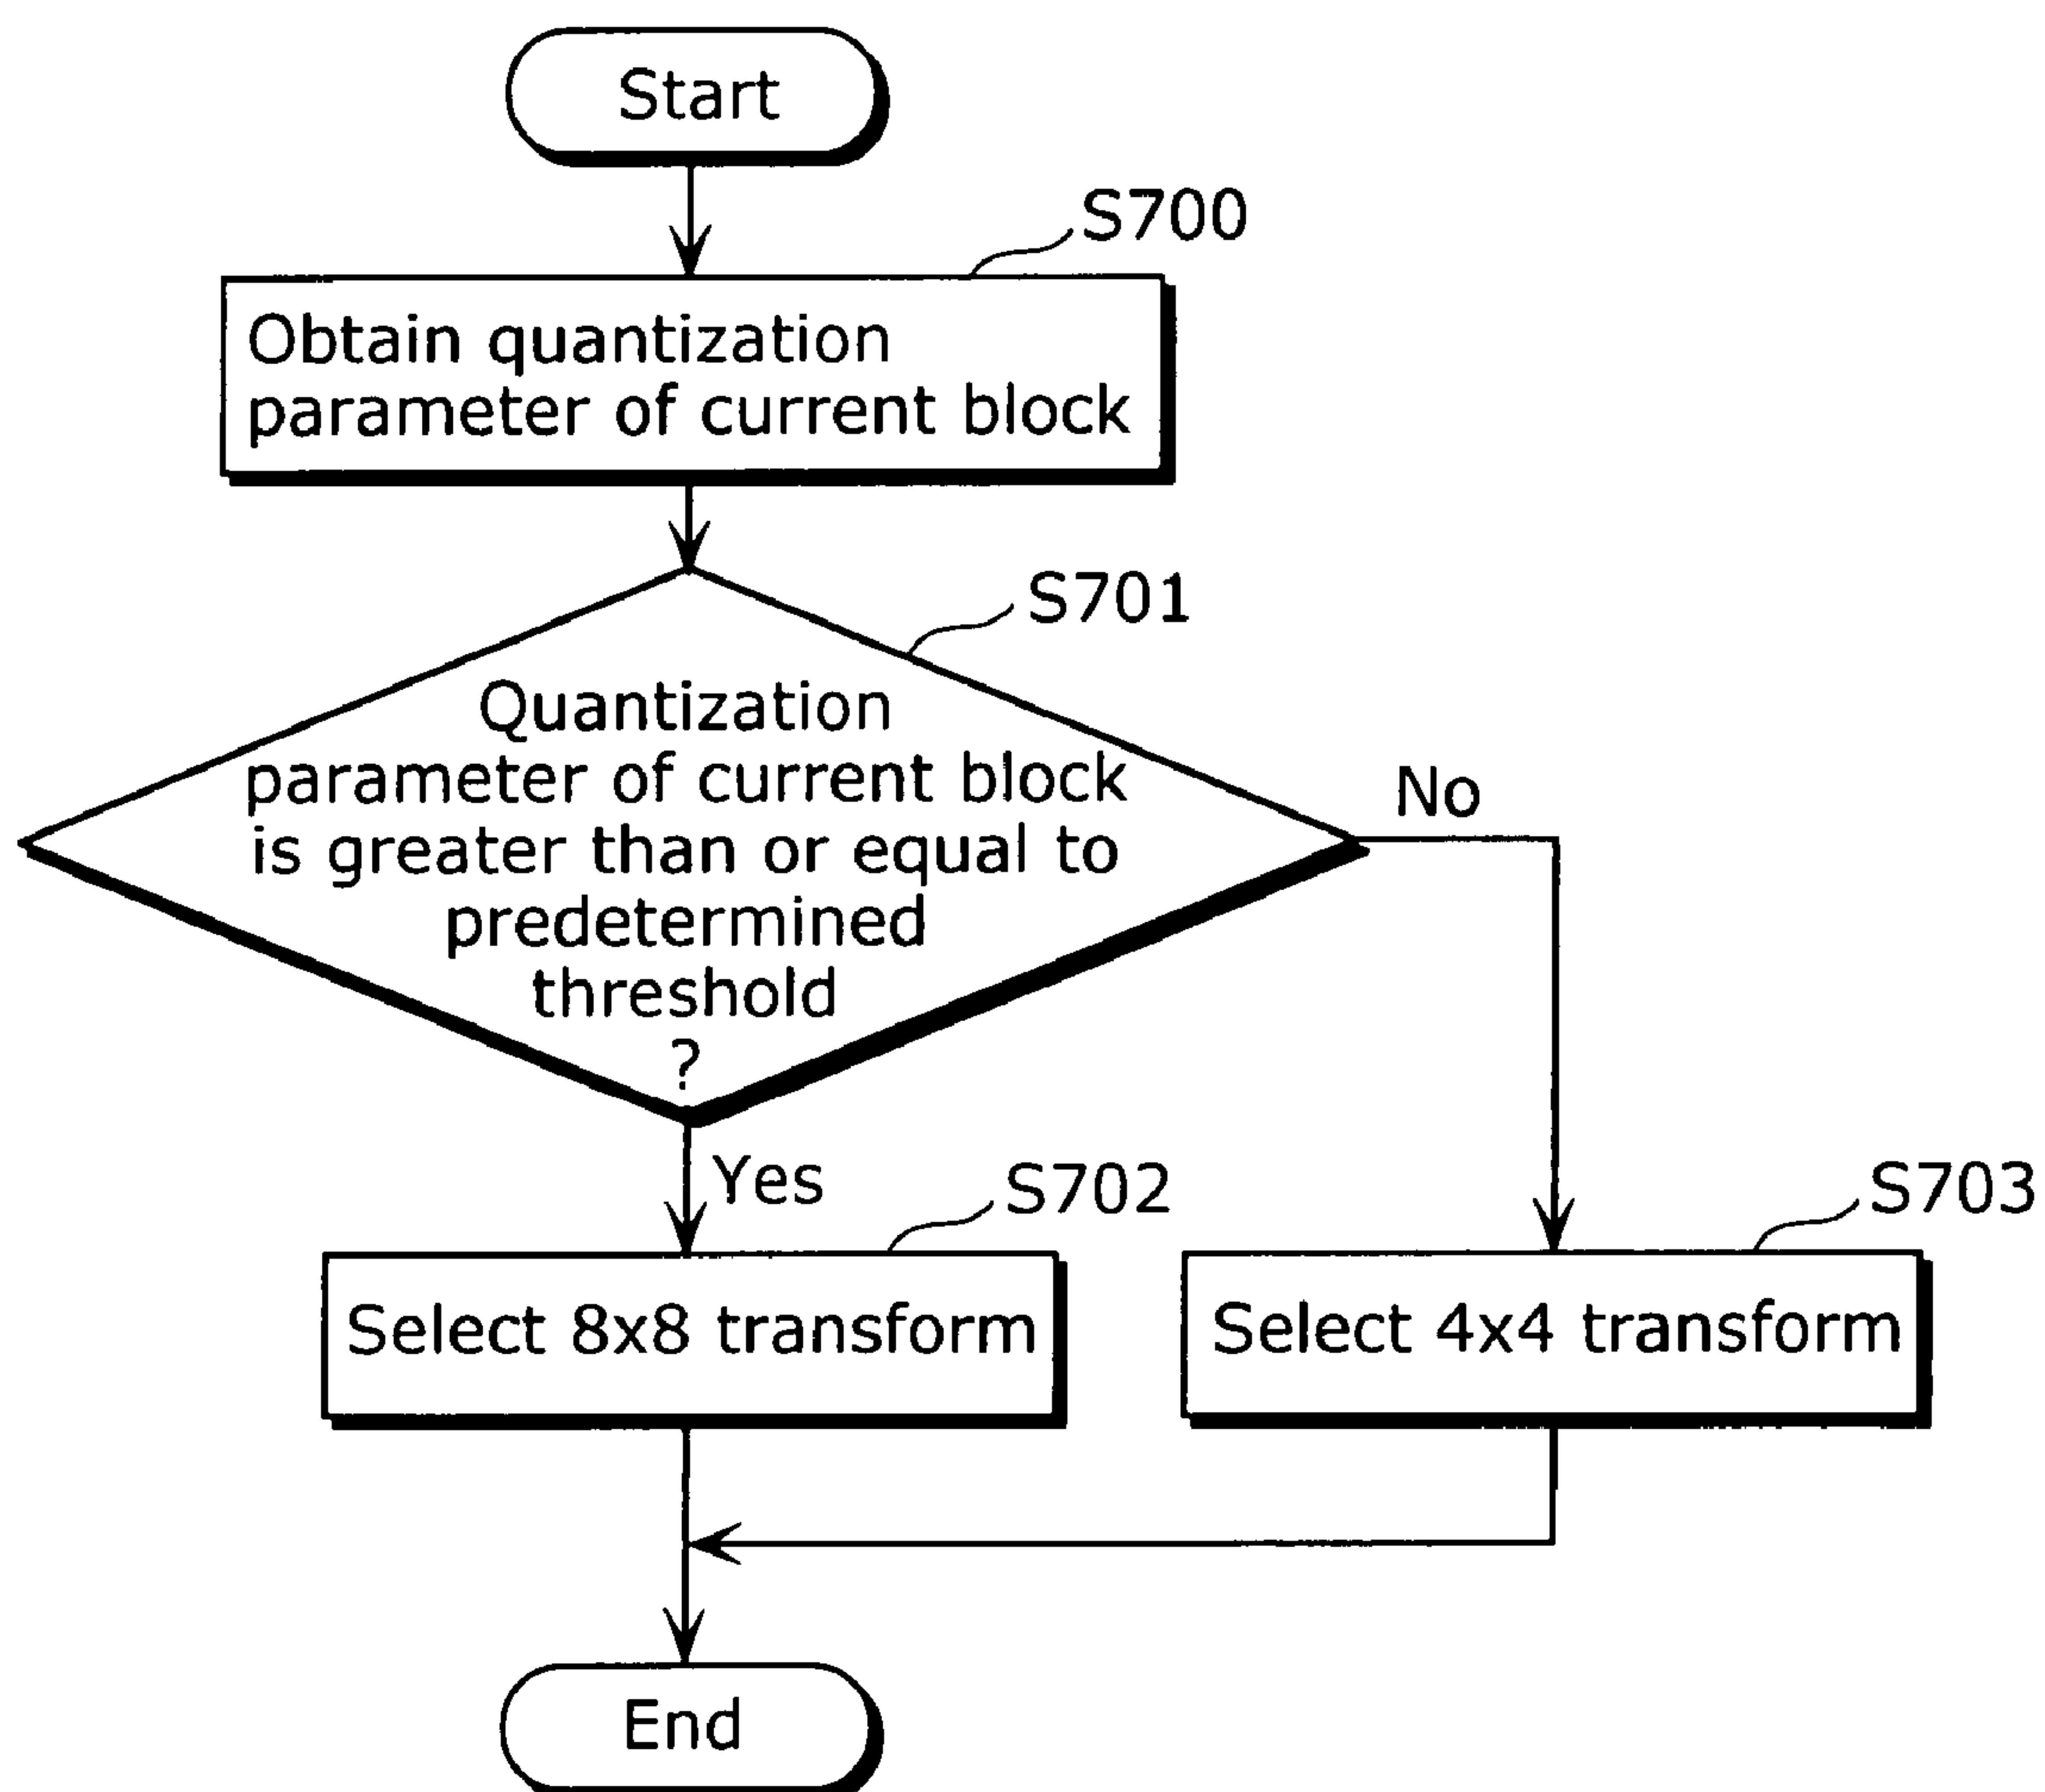 Start
S700
Obtain quantization
parameter of current block
S701
Quantization
parameter of current block
is greater than or equal to
predetermined
threshold
?
No
Yes
S702
S703
Select 8x8 transform
Select 4x4 transform
End